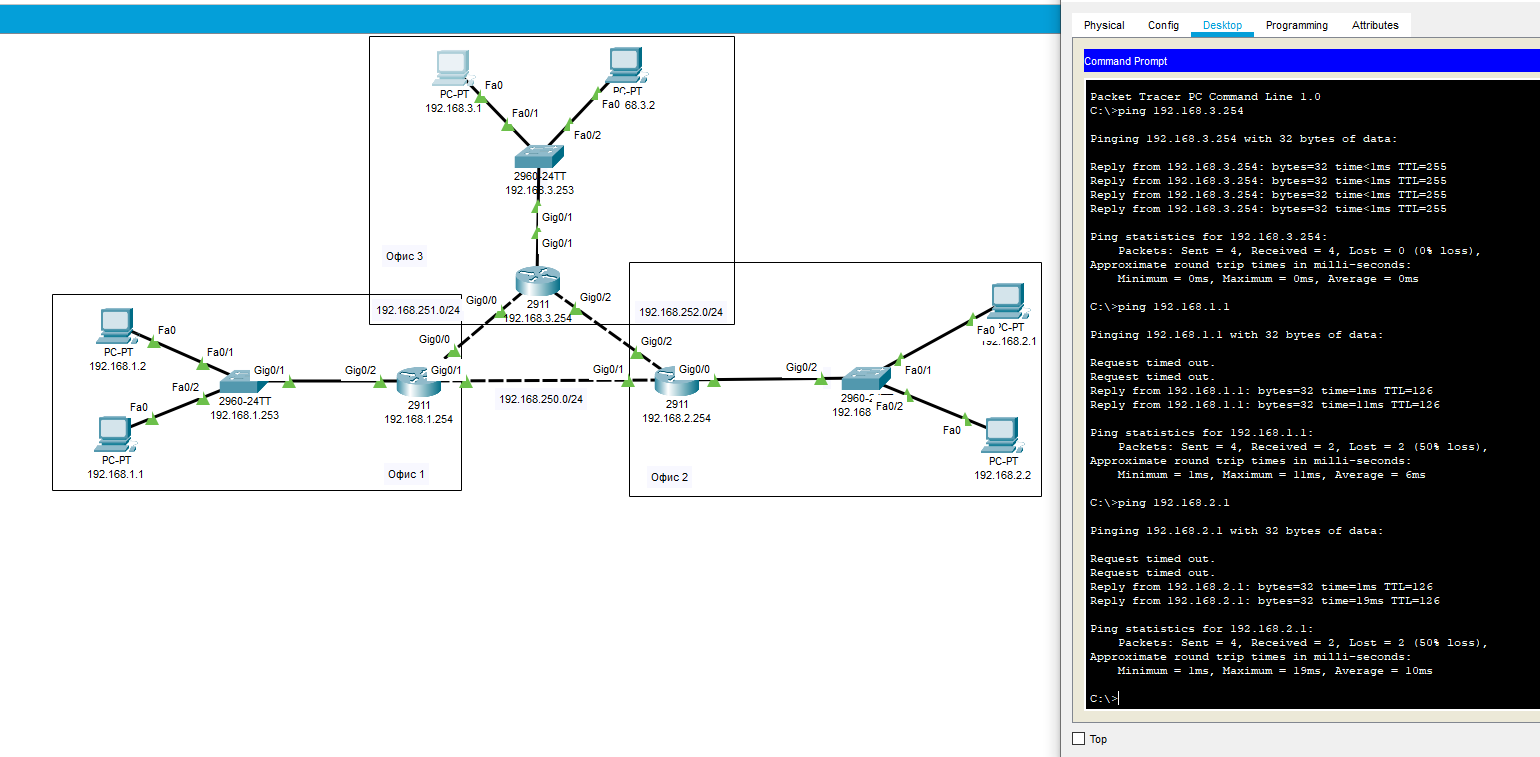 Fa0
PC-PT
192.168.3.1
Fa0/1
PC-PT
Fa0
68.3.2
Fa0/2
2960-24TT
192.168.3.253
Gig0/1
Gig0/1
Офис 3
2911
192.168.3.254
Gig0/0
Gig0/2
192.168.251.0/24
192.168.252.0/24
Fa0
PC-PT
192.168.1.2
Fa0/1
Fa0/2
Gig0/1
2960-24TT
192.168.1.253
Fa0
PC-PT
192.168.1.1
Gig0/2
Gig0/0
Gig0/1
2911
192.168.1.254
Офис 1
192.168.250.0/24
Gig0/2
Gig0/1
Gig0/0
2911
192.168.2.254
Офис 2
Gig0/2
Fa0/1
2960-2
192.168
Fa0/2
Fa0
C-PT
192.168.2.1
Fa0
PC-PT
192.168.2.2
Physical Config Desktop Programming Attributes
Command Prompt
Packet Tracer PC Command Line 1.0
C:\>ping 192.168.3.254
Pinging 192.168.3.254 with 32 bytes of data:
Reply from 192.168.3.254: bytes=32 time<1ms TTL=255
Reply from 192.168.3.254: bytes=32 time<1ms TTL=255
Reply from 192.168.3.254: bytes=32 time<1ms TTL=255
Reply from 192.168.3.254: bytes=32 time<1ms TTL=255
Ping statistics for 192.168.3.254:
Packets: Sent = 4, Received = 4, Lost = 0 (0% loss),
Approximate round trip times in milli-seconds:
Minimum = 0ms, Maximum = 0ms, Average = 0ms
C:\>ping 192.168.1.1
Pinging 192.168.1.1 with 32 bytes of data:
Request timed out.
Request timed out.
Reply from 192.168.1.1: bytes=32 time=1ms TTL=126
Reply from 192.168.1.1: bytes=32 time=11ms TTL=126
Ping statistics for 192.168.1.1:
Packets: Sent = 4, Received = 2, Lost = 2 (50% loss),
Approximate round trip times in milli-seconds:
Minimum = 1ms, Maximum = 11ms, Average = 6ms
C:\>ping 192.168.2.1
Pinging 192.168.2.1 with 32 bytes of data:
Request timed out.
Request timed out.
Reply from 192.168.2.1: bytes=32 time=1ms TTL=126
Reply from 192.168.2.1: bytes=32 time=19ms TTL=126
Ping statistics for 192.168.2.1:
Packets: Sent = 4, Received = 2, Lost = 2 (50% loss),
Approximate round trip times in milli-seconds:
Minimum = 1ms, Maximum = 19ms, Average = 10ms
C:\>
Top